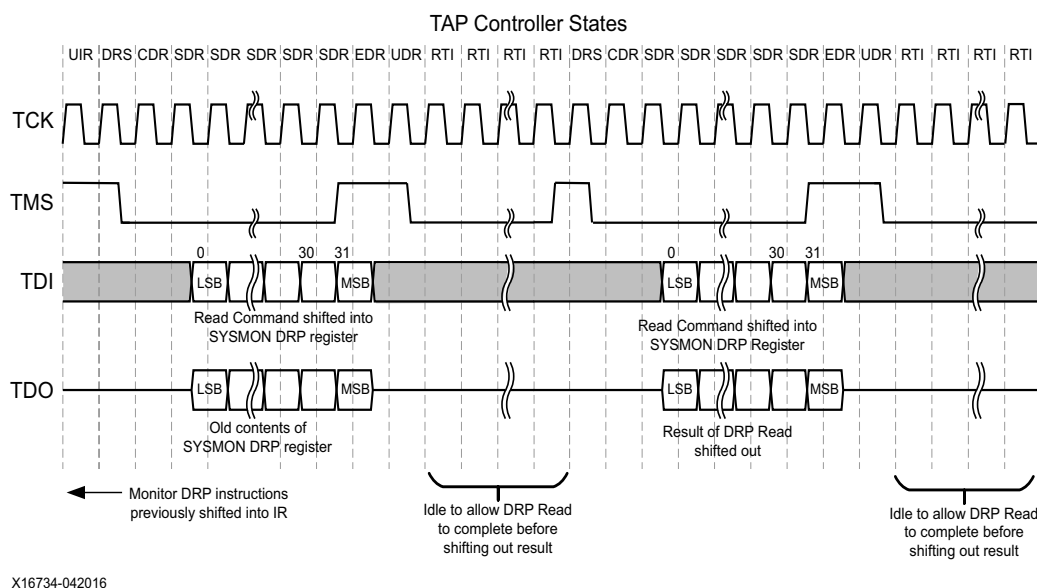 TAP Controller States
UIR DRS CDR SDR SDR SDR SDR SDR EDR UDR RTI RTI RTI RTI DRS CDR SDR SDR SDR SDR SDR EDR UDR RTI RTI RTI RTI
TCK
TMS
0 30 31 0 30 31
TDI LSB MSB LSB MSB
Read Command shifted into
SYSMON DRP register
Read Command shifted into
SYSMON DRP Register
TDO LSB MSB LSB MSB
Old contents of
SYSMON DRP register
Result of DRP Read
shifted out
Monitor DRP instructions
previously shifted into IR
Idle to allow DRP Read
to complete before
shifting out result
Idle to allow DRP Read
to complete before
shifting out result
X16734-042016